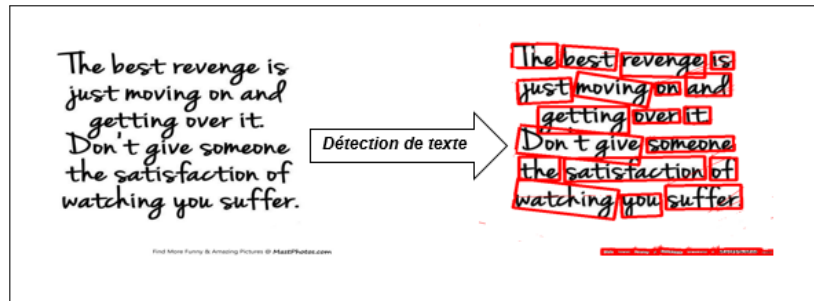 The best revenge is
just moving on and
getting over it.
Don't give someone
the satisfaction of
watching you suffer.
Find More Funny & Amazing Pictures @ MastPhotos.com
Détection de texte
The best revenge is
just moving on and
getting over it.
Don't give someone
the satisfaction of
watching you suffer.